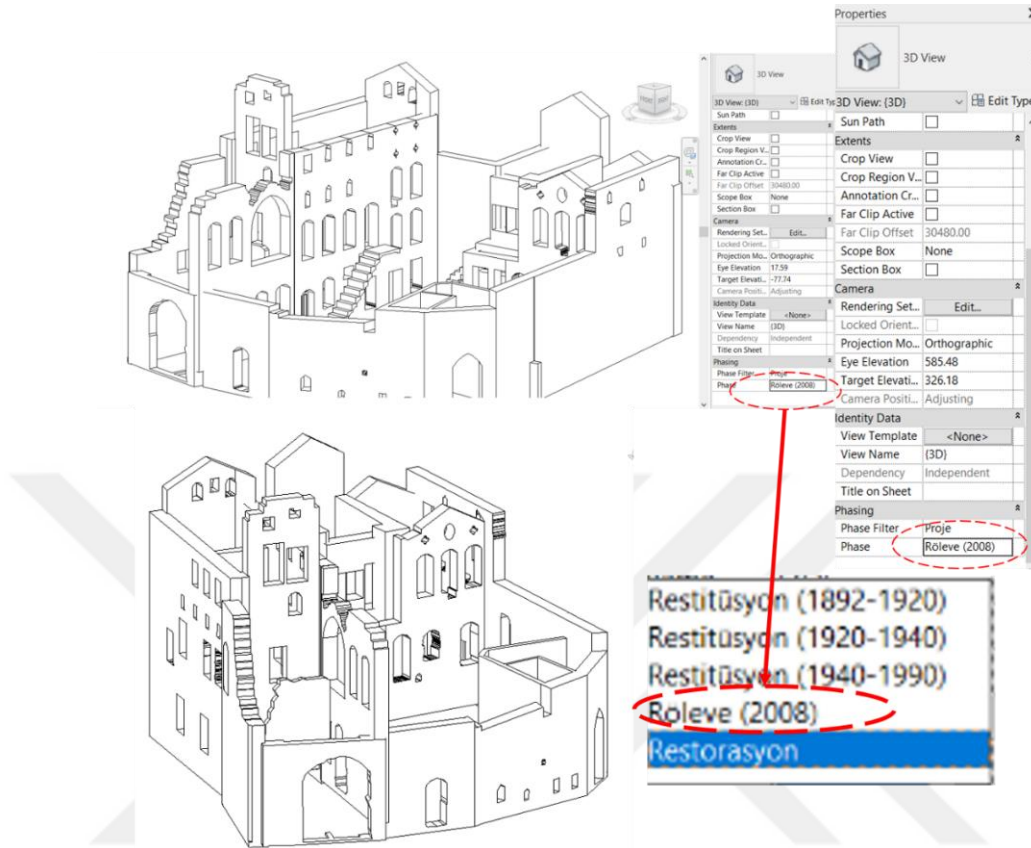 3D View
3D View: {3D}
Edit Typ
Sun Path
Extents
Crop View
Crop Region V...
Annotation Cr...
Far Clip Active
Far Clip Offset 30480.00
Scope Box None
Section Box
Camera
Rendering Set... Edit...
Locked Orient...
Projection Mo... Orthographic
Eye Elevation 17.59
Target Elevati... -77.74
Camera Positi... Adjusting
Identity Data
View Template <None>
View Name {3D}
Dependency Independent
Title on Sheet
Phasing
Phase Filter Proje
Phase Röleve (2008)
Properties
3D View
3D View: {3D} Edit Type
Sun Path
Extents
Crop View
Crop Region V...
Annotation Cr...
Far Clip Active
Far Clip Offset 30480.00
Scope Box None
Section Box
Camera
Rendering Set... Edit...
Locked Orient...
Projection Mo... Orthographic
Eye Elevation 585.48
Target Elevati... 326.18
Camera Positi... Adjusting
Identity Data
View Template <None>
View Name {3D}
Dependency Independent
Title on Sheet
Phasing
Phase Filter Proje
Phase Röleve (2008)
Restitüsyon (1892-1920)
Restitüsyon (1920-1940)
Restitüsyon (1940-1990)
Röleve (2008)
Restorasyon